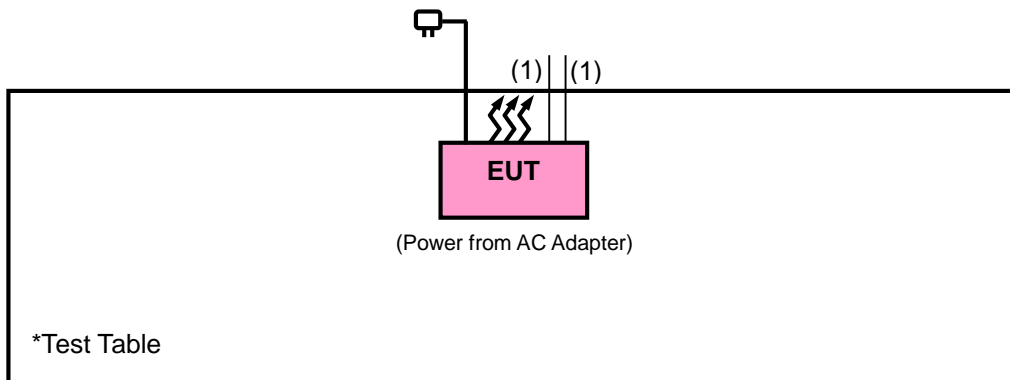 (1) (1)
EUT
(Power from AC Adapter)
*Test Table